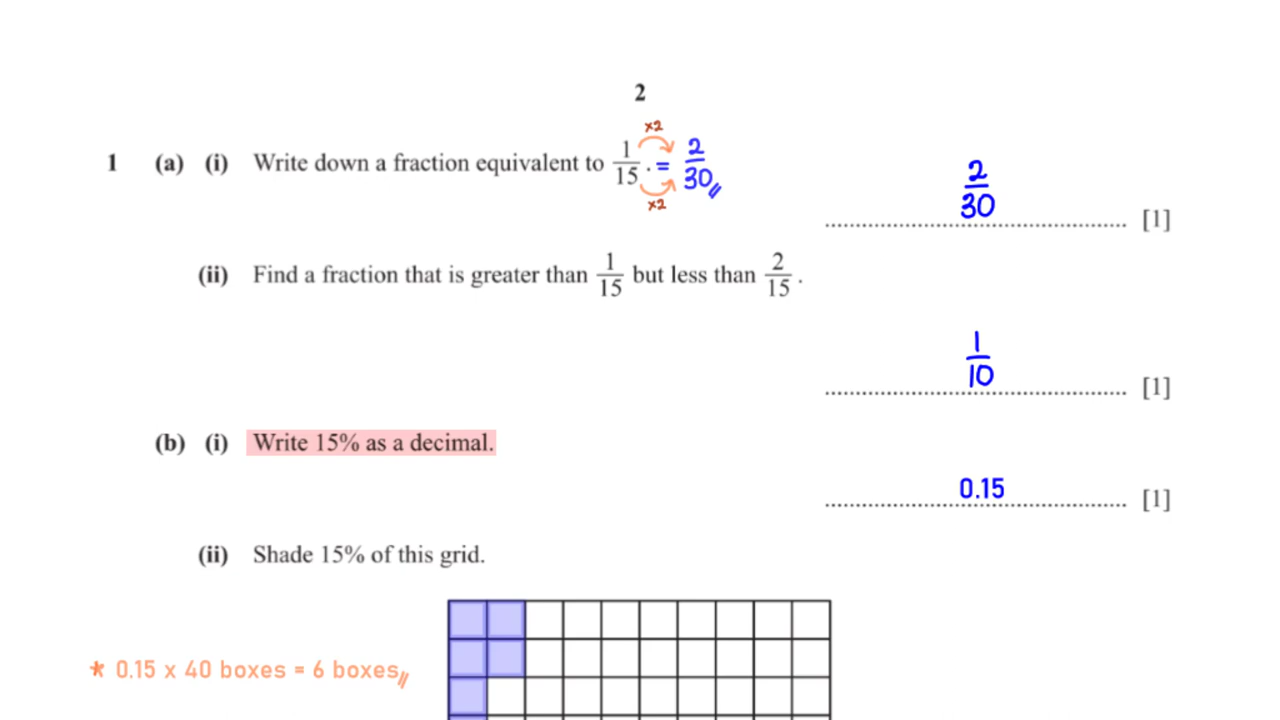 2
×2
1 (a) (i) Write down a fraction equivalent to 1/15 . = 2/30
×2
2/30
[1]
(ii) Find a fraction that is greater than 1/15 but less than 2/15 .
1/10
[1]
(b) (i) Write 15% as a decimal.
0.15
[1]
(ii) Shade 15% of this grid.
* 0.15 x 40 boxes = 6 boxes